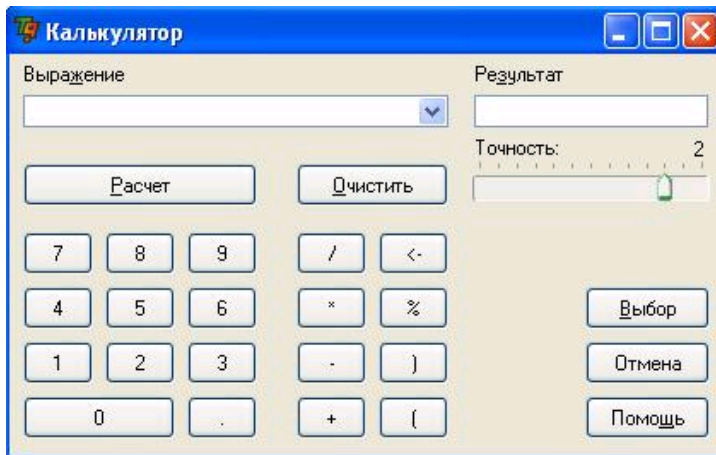 Калькулятор
Выражение Результат
Точность: 2
Расчет Очистить
7 8 9 / <-
4 5 6 * % Выбор
1 2 3 - ) Отмена
0 . + ( Помощь